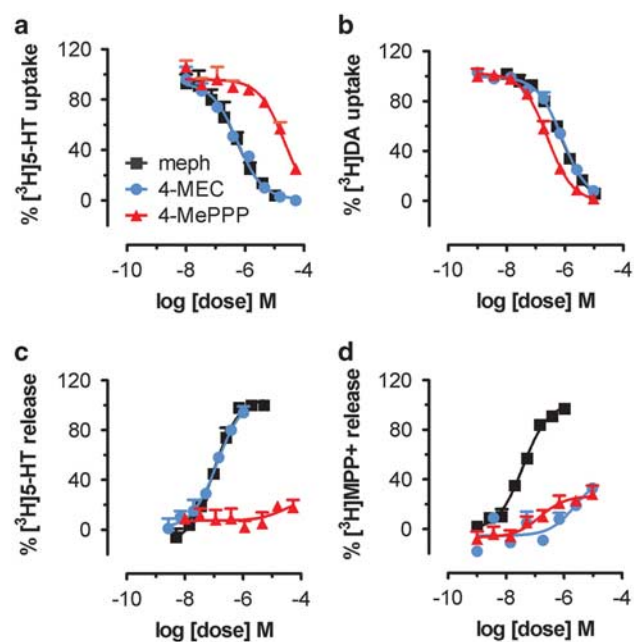 a
% [³H]5-HT uptake
120
80
40
0
meph
4-MEC
4-MePPP
-10 -8 -6 -4
log [dose] M
b
% [³H]DA uptake
120
80
40
0
-10 -8 -6 -4
log [dose] M
c
% [³H]5-HT release
120
80
40
0
-10 -8 -6 -4
log [dose] M
d
% [³H]MPP+ release
120
80
40
0
-10 -8 -6 -4
log [dose] M